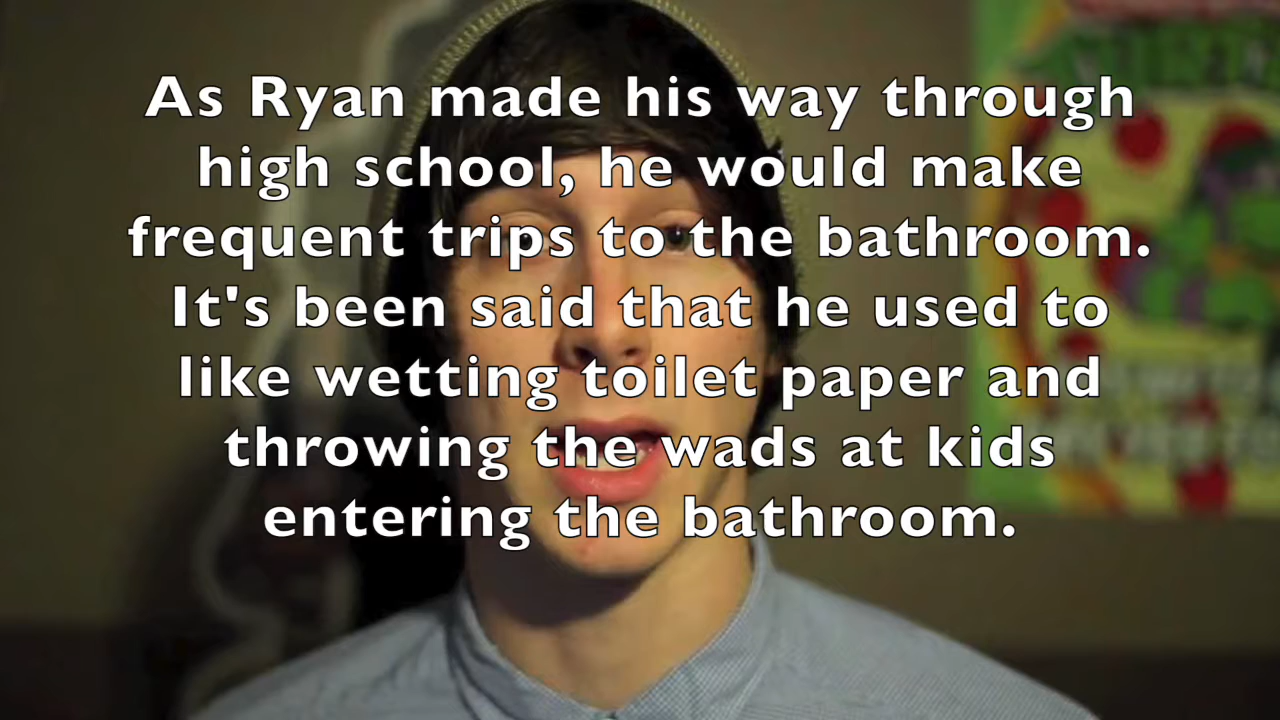 As Ryan made his way through
high school, he would make
frequent trips to the bathroom.
It's been said that he used to
like wetting toilet paper and
throwing the wads at kids
entering the bathroom.